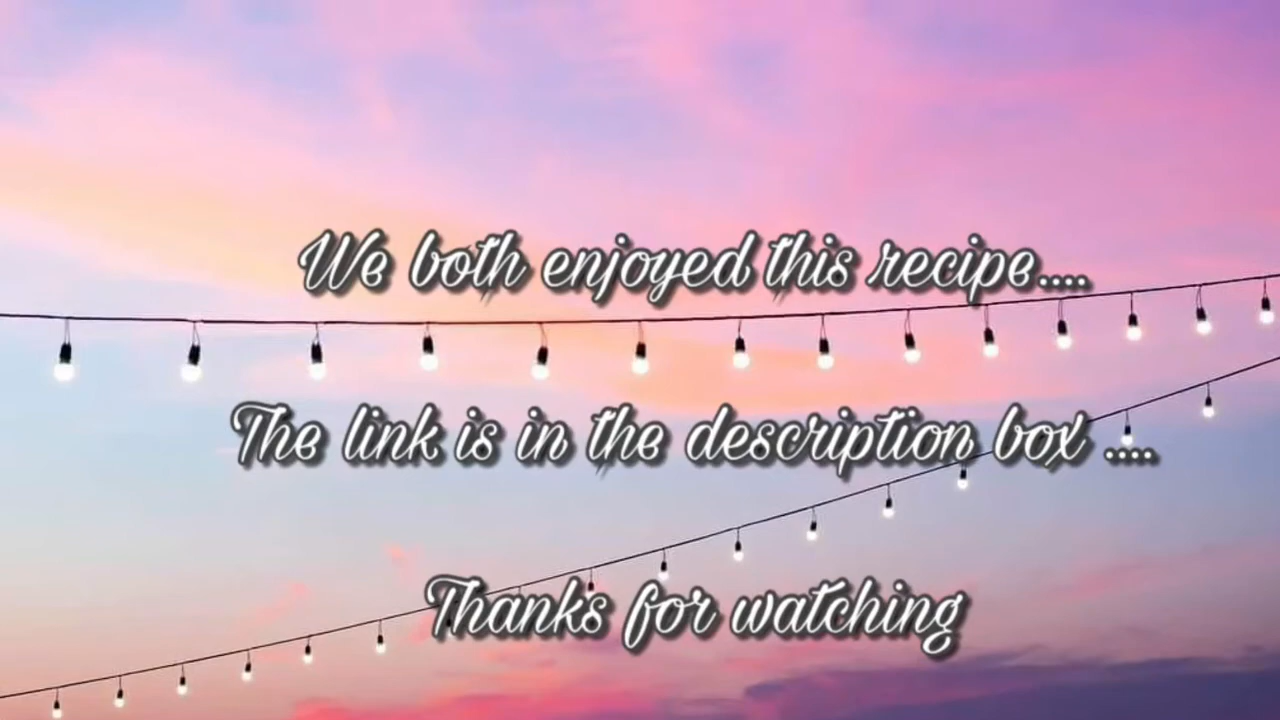 We both enjoyed this recipe....
The link is in the description box ....
Thanks for watching